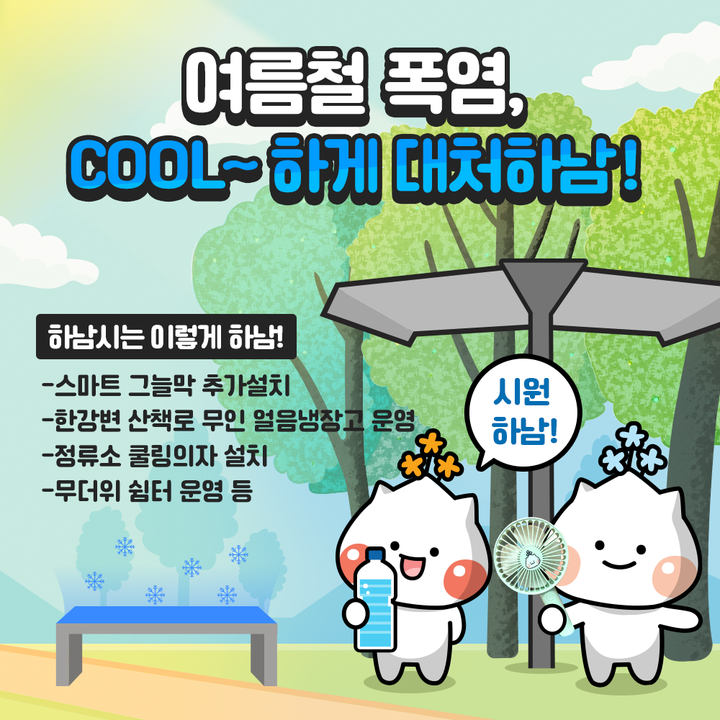 여름철 폭염,
COOL~ 하게 대처하남!
하남시는 이렇게 하남!
-스마트 그늘막 추가설치
-한강변 산책로 무인 얼음냉장고 운영
-정류소 쿨링의자 설치
-무더위 쉼터 운영 등
시원
하남!